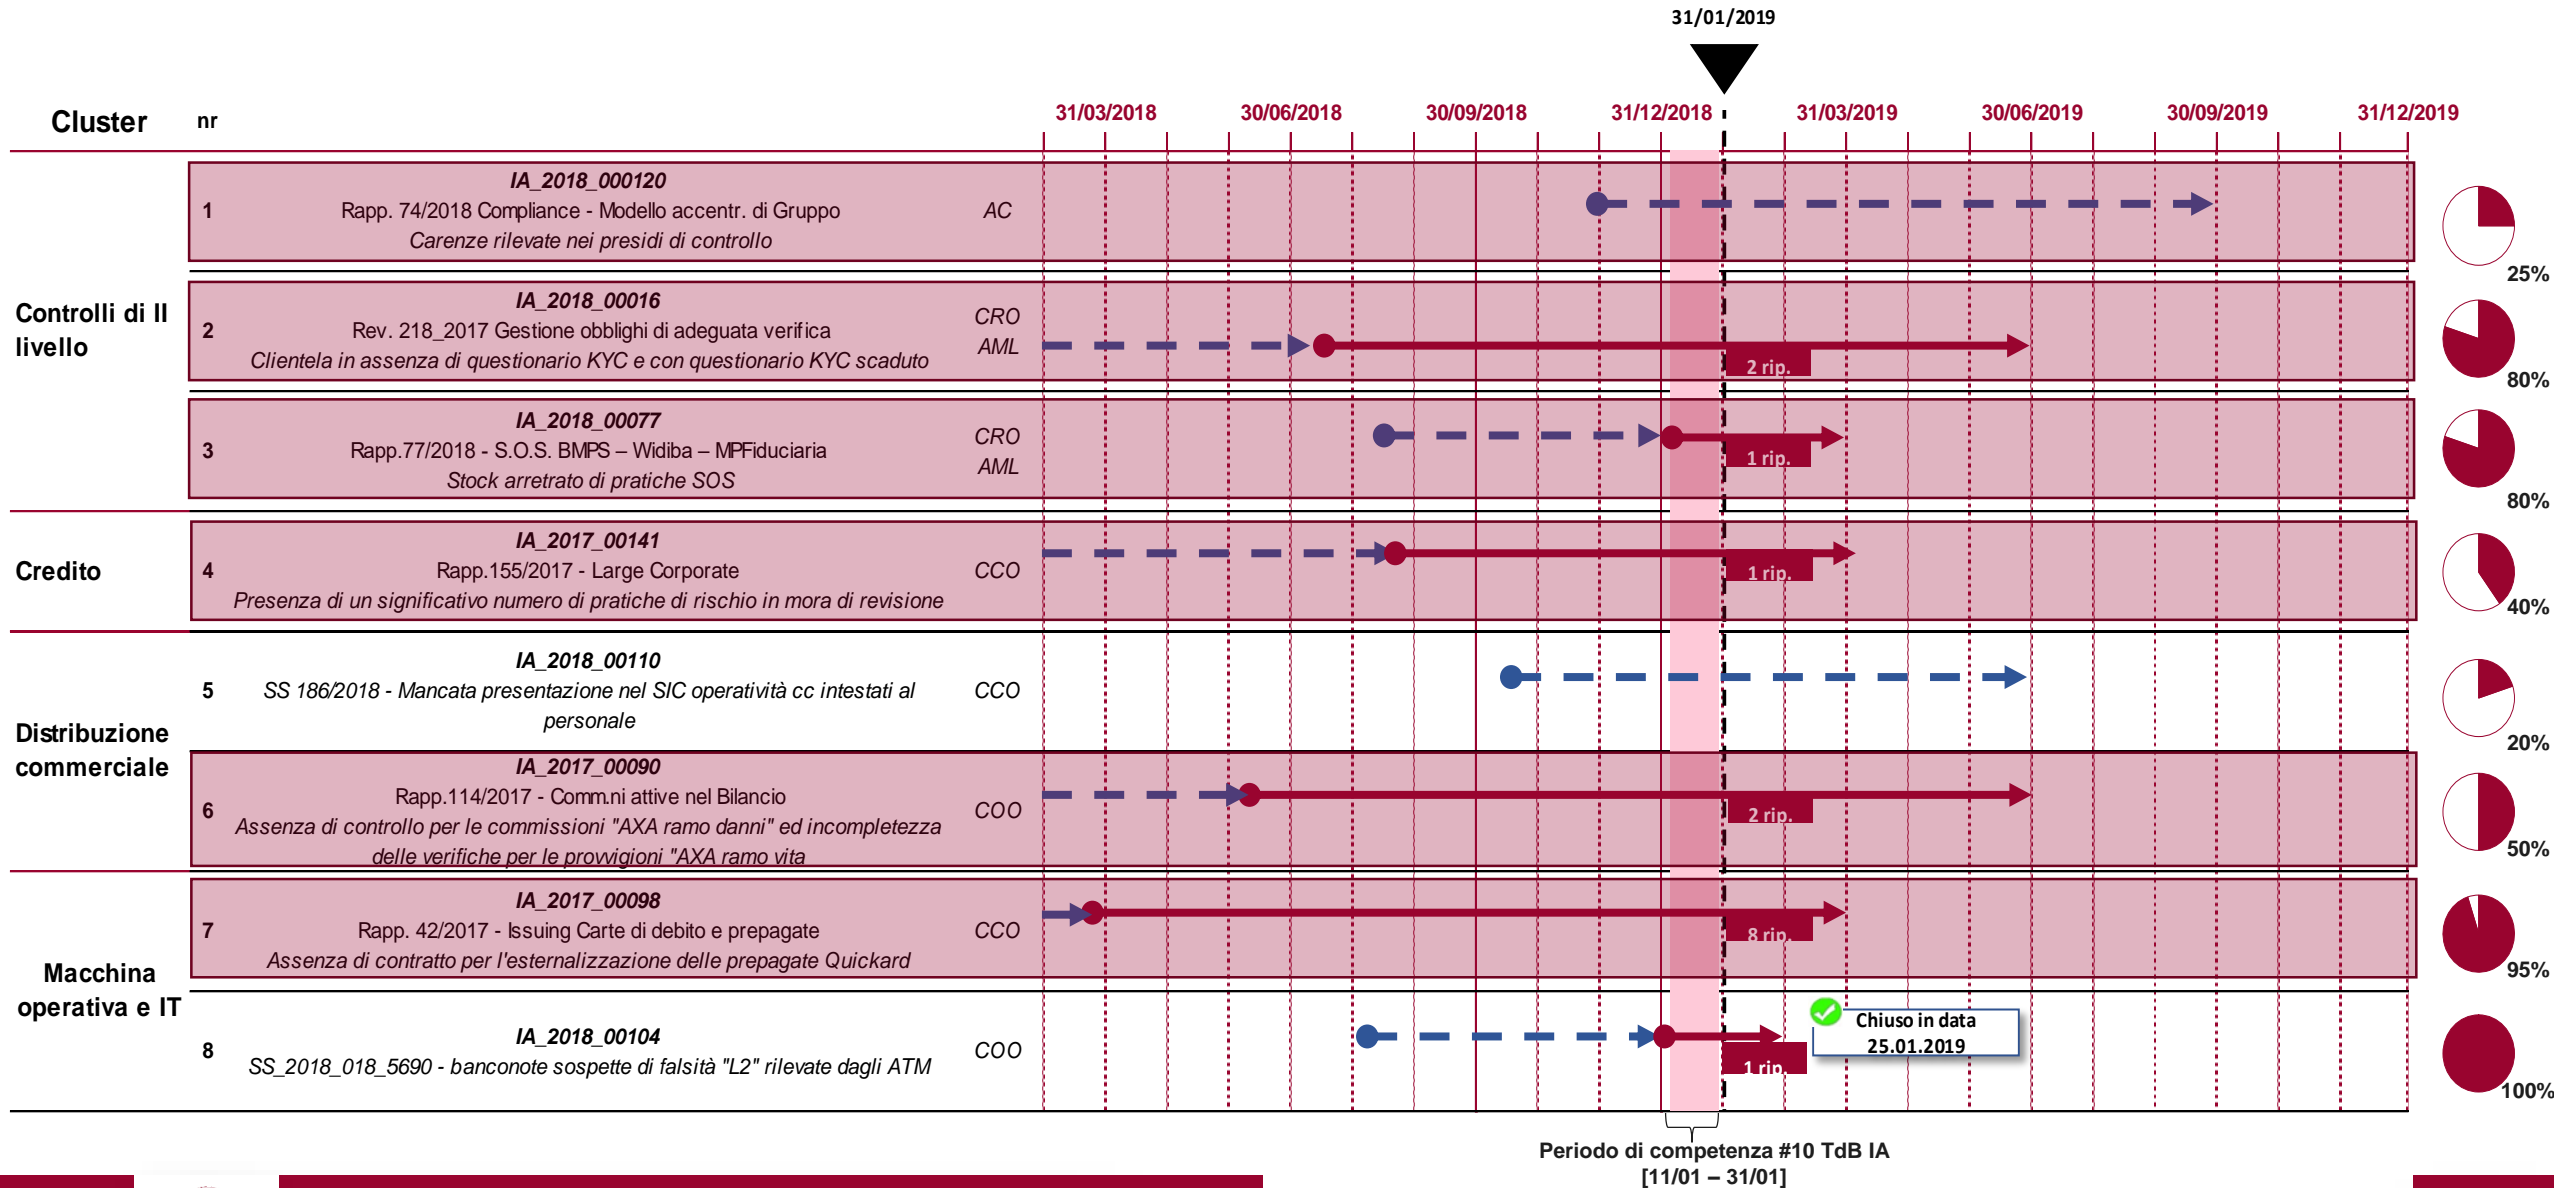 31/01/2019
Cluster nr 31/03/2018 30/06/2018 30/09/2018 31/12/2018 31/03/2019 30/06/2019 30/09/2019 31/12/2019
Controlli di II
livello
1
IA_2018_000120
Rapp. 74/2018 Compliance - Modello accentr. di Gruppo
Carenze rilevate nei presidi di controllo
AC
25%
2
IA_2018_00016
Rev. 218_2017 Gestione obblighi di adeguata verifica
Clientela in assenza di questionario KYC e con questionario KYC scaduto
CRO
AML
2 rip.
80%
3
IA_2018_00077
Rapp.77/2018 - S.O.S. BMPS – Widiba – MPFiduciaria
Stock arretrato di pratiche SOS
CRO
AML
1 rip.
80%
Credito
4
IA_2017_00141
Rapp.155/2017 - Large Corporate
Presenza di un significativo numero di pratiche di rischio in mora di revisione
CCO
1 rip.
40%
Distribuzione
commerciale
5
IA_2018_00110
SS 186/2018 - Mancata presentazione nel SIC operatività cc intestati al
personale
CCO
20%
6
IA_2017_00090
Rapp.114/2017 - Comm.ni attive nel Bilancio
Assenza di controllo per le commissioni "AXA ramo danni" ed incompletezza
delle verifiche per le provvigioni "AXA ramo vita
COO
2 rip.
50%
Macchina
operativa e IT
7
IA_2017_00098
Rapp. 42/2017 - Issuing Carte di debito e prepagate
Assenza di contratto per l'esternalizzazione delle prepagate Quickard
CCO
8 rip.
95%
8
IA_2018_00104
SS_2018_018_5690 - banconote sospette di falsità "L2" rilevate dagli ATM
COO
1 rip.
Chiuso in data
25.01.2019
100%
Periodo di competenza #10 TdB IA
[11/01 – 31/01]